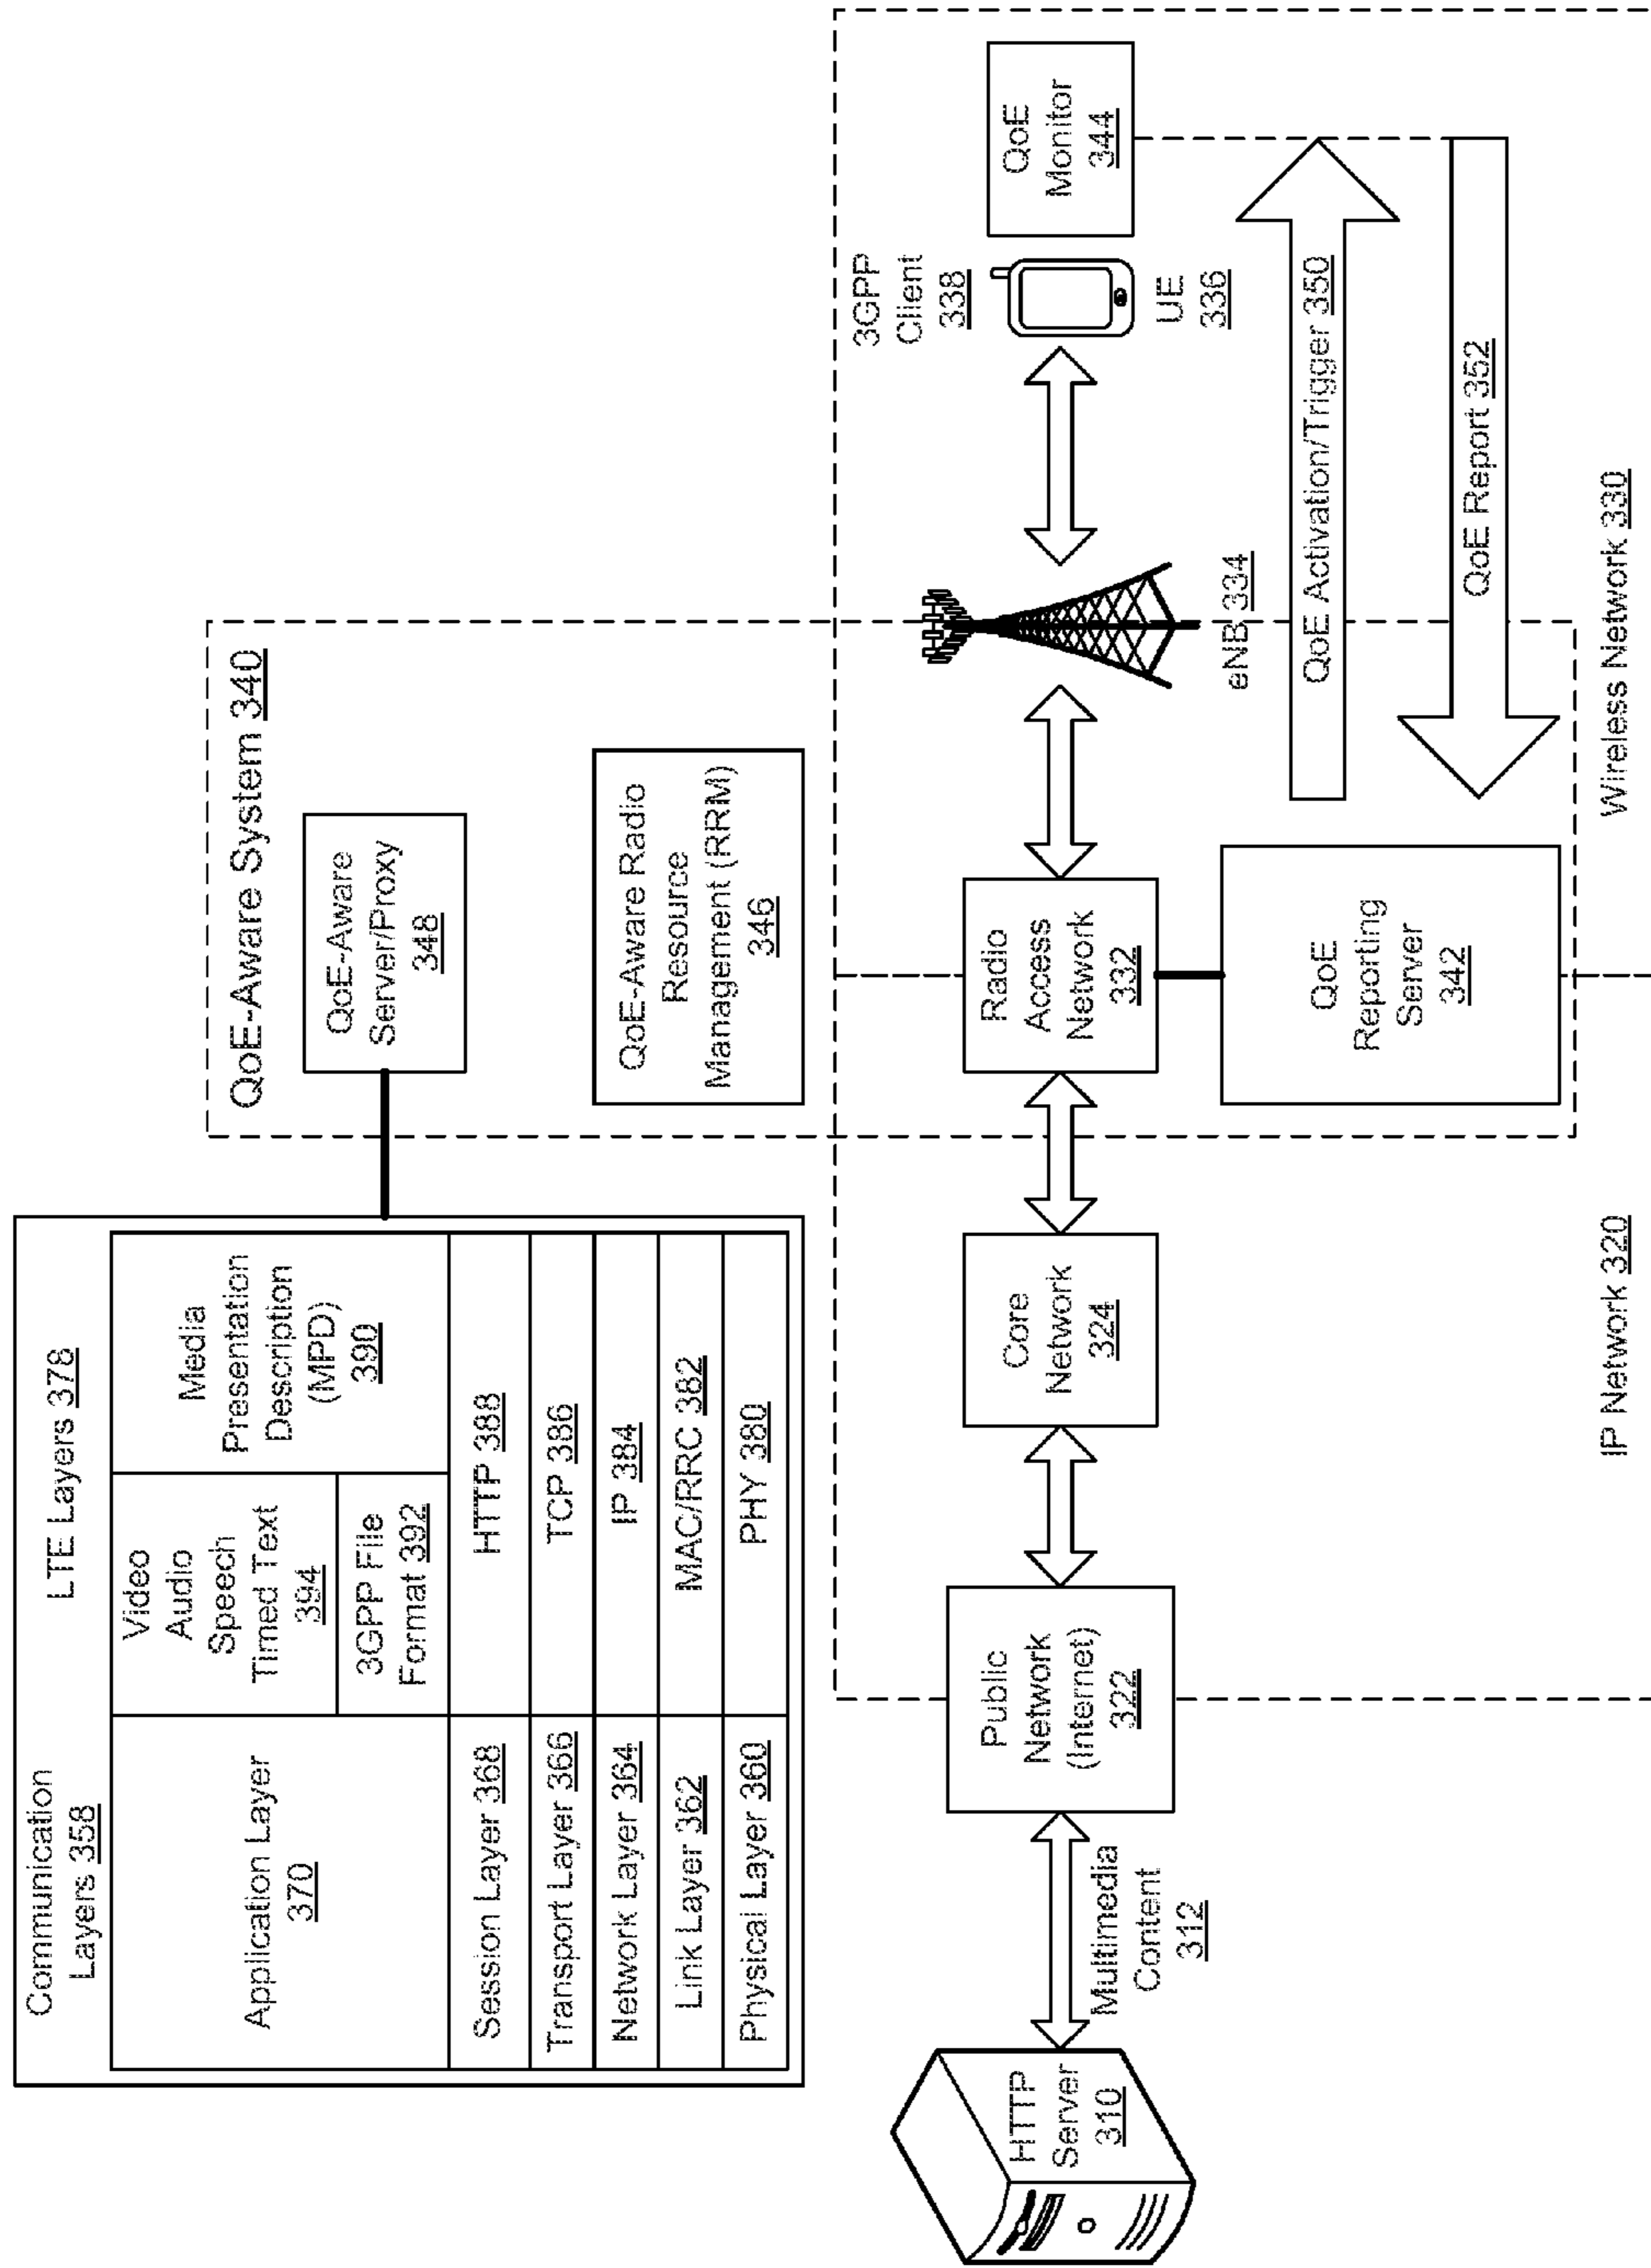 Communication
Layers 358
LTE Layers 378
Application Layer
370
Video
Audio
Speech
Timed Text
394
3GPP File
Format 392
Media
Presentation
Description
(MPD)
390
Session Layer 368
HTTP 388
Transport Layer 366
TCP 386
Network Layer 364
IP 384
Link Layer 362
MAC/RRC 382
Physical Layer 360
PHY 380
QoE-Aware System 340
QoE-Aware
Server/Proxy
348
QoE-Aware Radio
Resource
Management (RRM)
346
HTTP
Server
310
Multimedia
Content
312
Public
Network
(Internet)
322
Core
Network
324
Radio
Access
Network
332
QoE
Reporting
Server
342
eNB 334
3GPP
Client
338
UE
336
QoE
Monitor
344
QoE Activation/Trigger 350
QoE Report 352
IP Network 320
Wireless Network 330